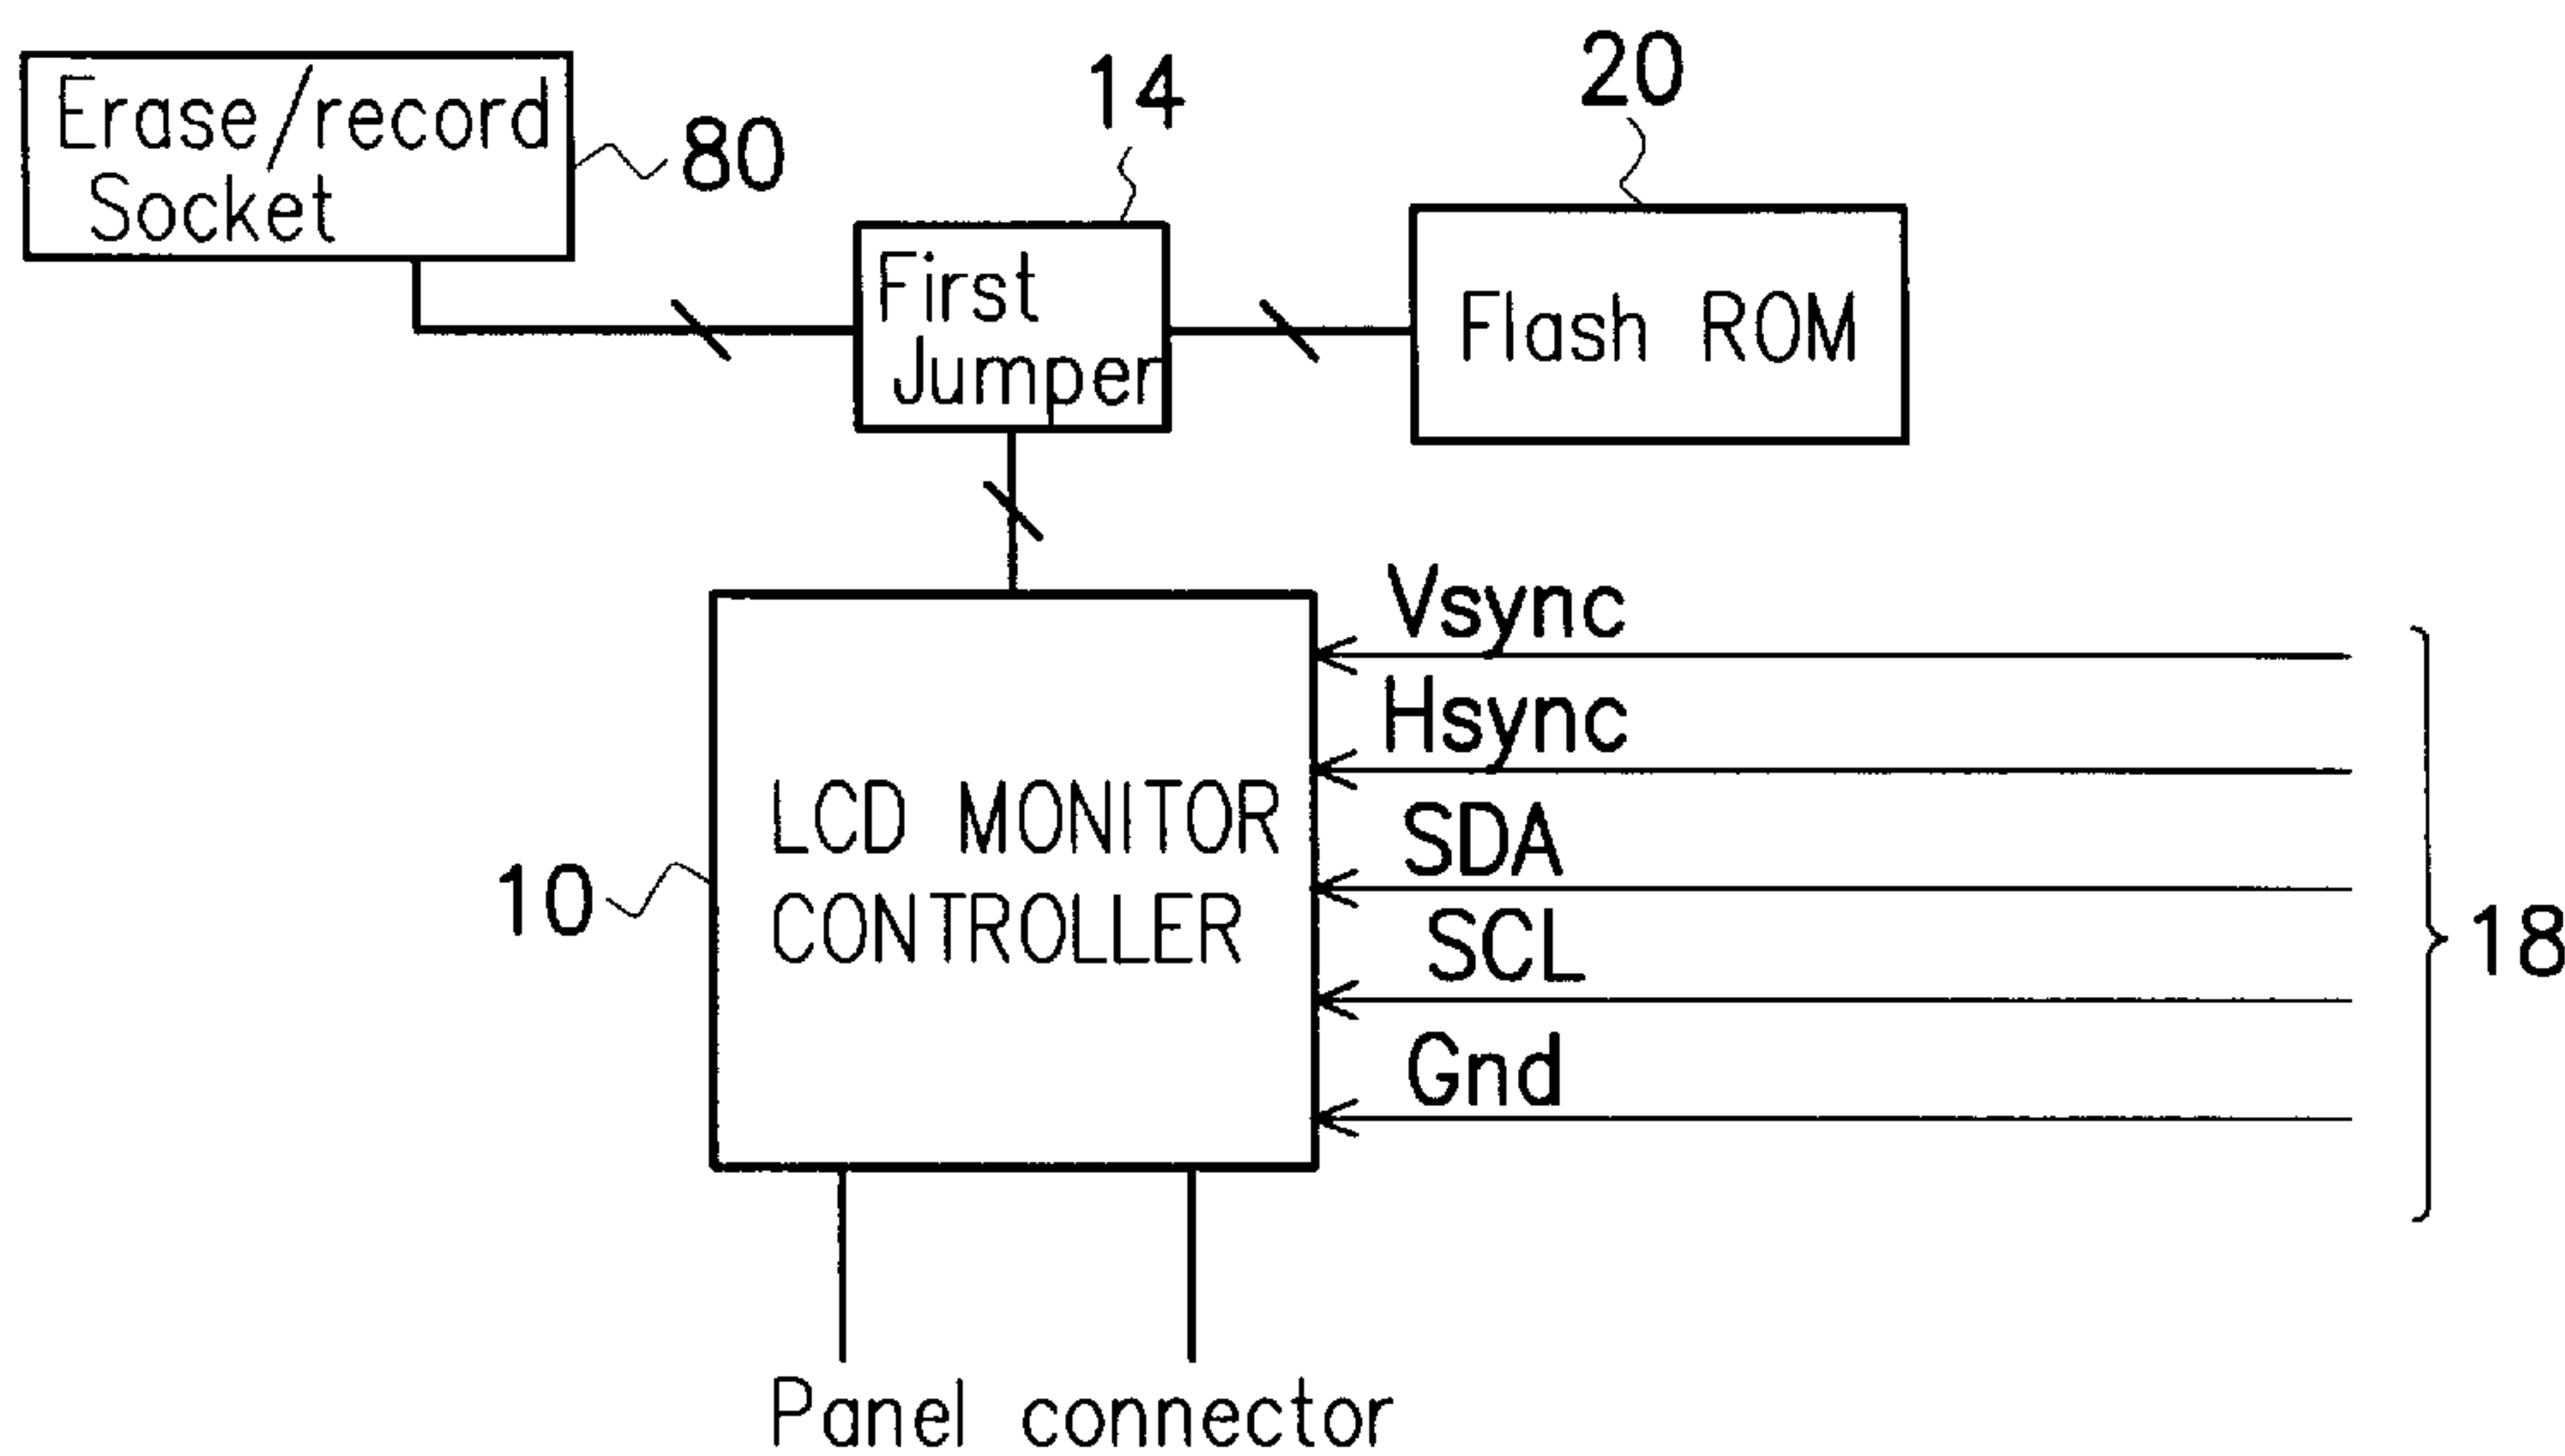 Erase/record
Socket
80
14
20
First
Jumper
Flash ROM
Vsync
Hsync
SDA
SCL
Gnd
18
10
LCD MONITOR
CONTROLLER
Panel connector